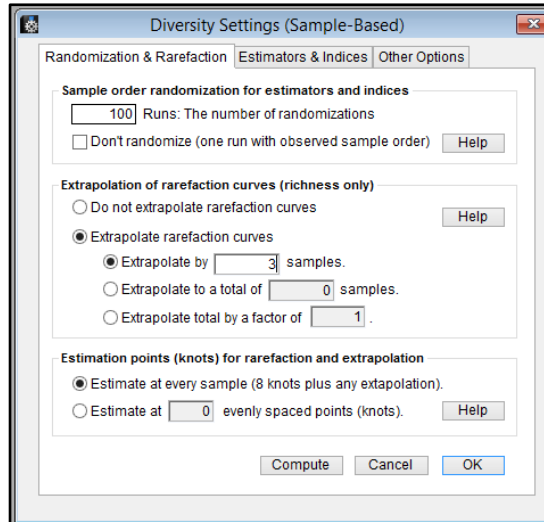 Diversity Settings (Sample-Based)
Randomization & Rarefaction Estimators & Indices Other Options
Sample order randomization for estimators and indices
100 Runs: The number of randomizations
Don't randomize (one run with observed sample order) Help
Extrapolation of rarefaction curves (richness only)
Do not extrapolate rarefaction curves Help
Extrapolate rarefaction curves
Extrapolate by 3 samples.
Extrapolate to a total of 0 samples.
Extrapolate total by a factor of 1 .
Estimation points (knots) for rarefaction and extrapolation
Estimate at every sample (8 knots plus any extapolation).
Estimate at 0 evenly spaced points (knots). Help
Compute Cancel OK